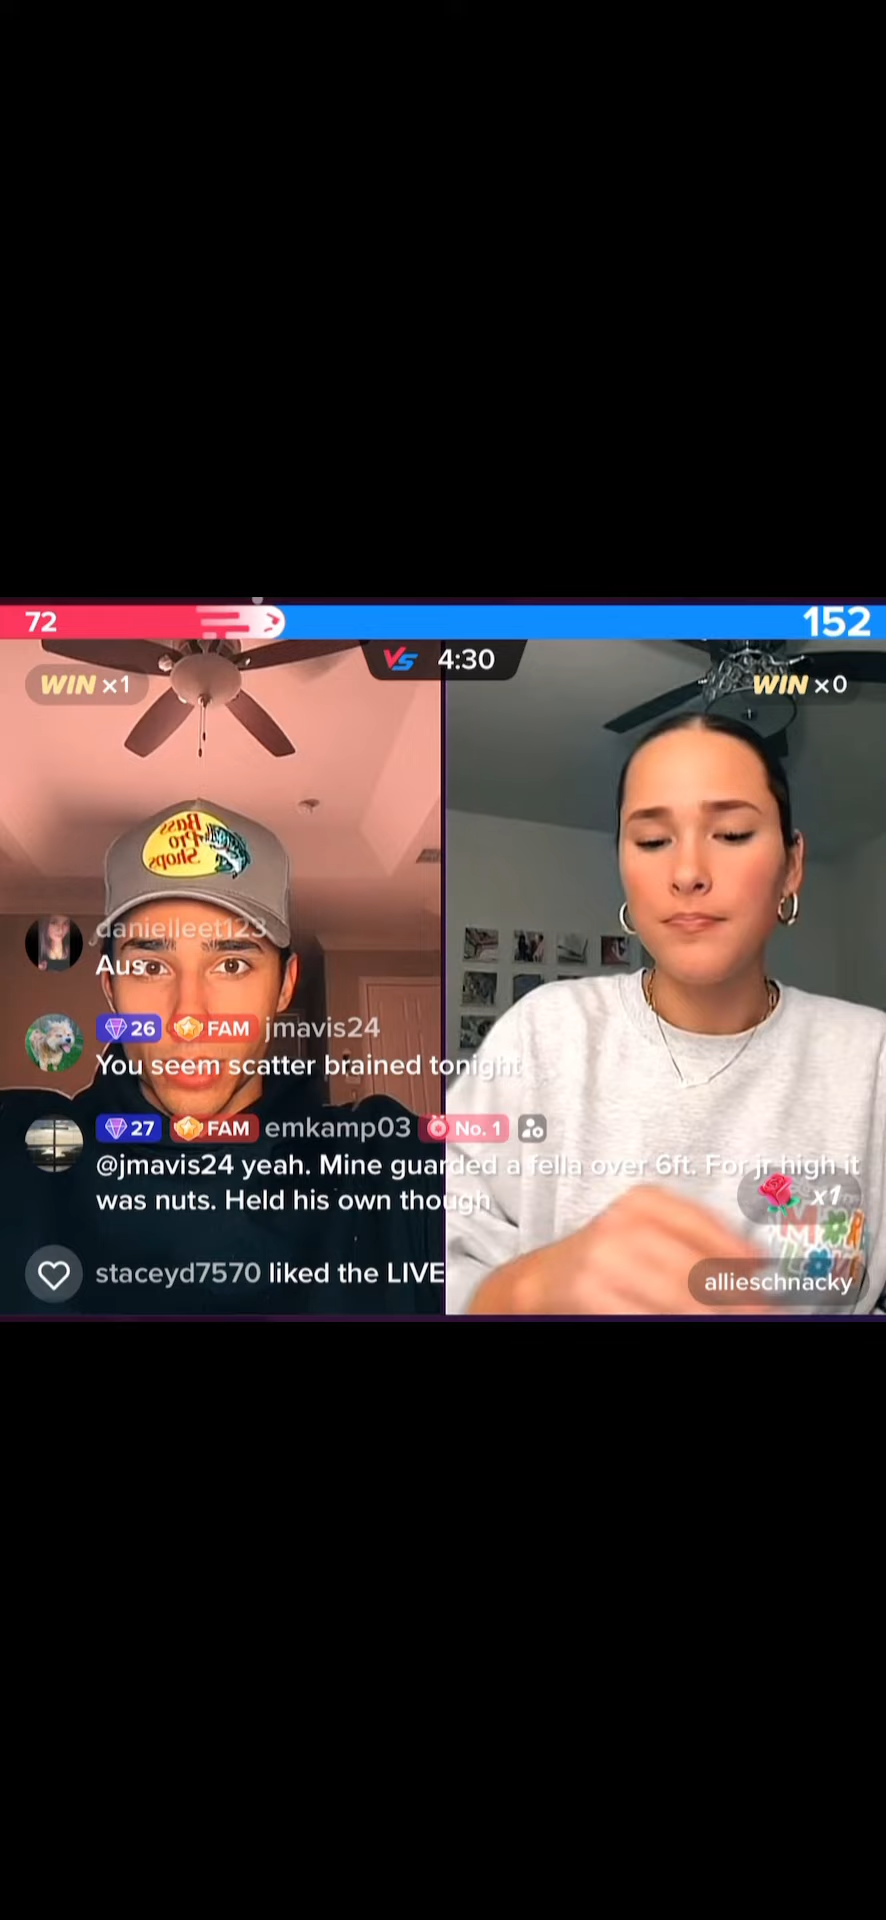 72
152
VS 4:30
WIN x1
WIN x0
Bass
Pro
Shops
danielleet123
Aus
26 FAM jmavis24
You seem scatter brained tonight
27 FAM emkamp03 No. 1
@jmavis24 yeah. Mine guarded a fella over 6ft. For jr high it
was nuts. Held his own though
x1
staceyd7570 liked the LIVE
allieschnacky